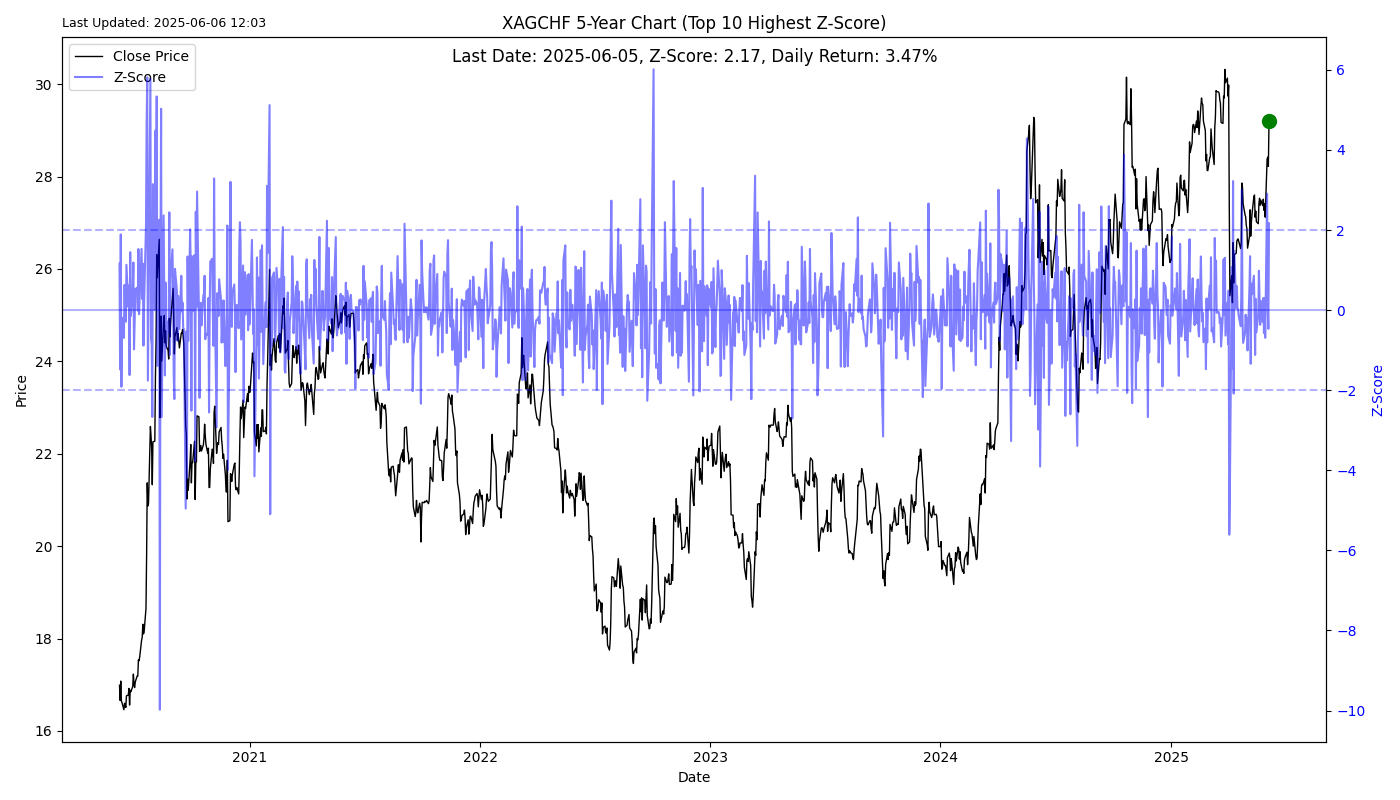 Last Updated: 2025-06-06 12:03
XAGCHF 5-Year Chart (Top 10 Highest Z-Score)
Last Date: 2025-06-05, Z-Score: 2.17, Daily Return: 3.47%
Close Price
Z-Score
30
28
26
24
22
20
18
16
Price
6
4
2
0
−2
−4
−6
−8
−10
Z-Score
2021
2022
2023
2024
2025
Date